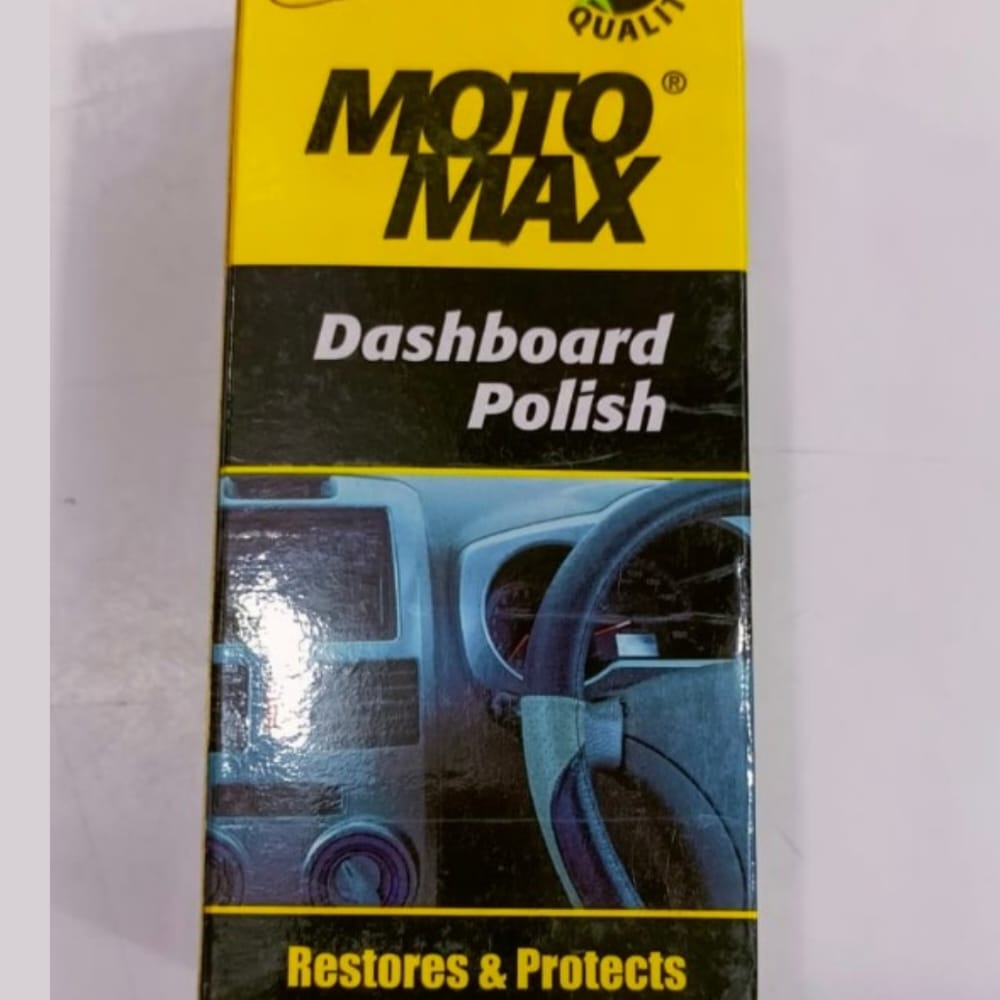 QUALIT
MOTO ®
MAX
Dashboard
Polish
Restores & Protects